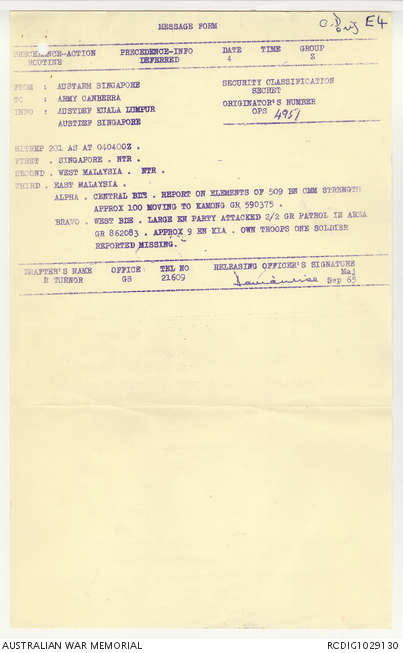 MESSAGE FORM
E4
PRECEDENCE-ACTION PRECEDENCE-INFO DATE TIME GROUP
ROUTINE DEFERRED 4 Z
FROM : AUSTARM SINGAPORE SECURITY CLASSIFICATION
SECRET
TO : ARMY CANBERRA ORIGINATOR'S NUMBER
INFO : AUSTDEF KUALA LUMPUR OPS 4951
AUSTDEF SINGAPORE
SITREP 201 AS AT 040400Z .
FIRST . SINGAPORE . NTR .
SECOND . WEST MALAYSIA . NTR .
THIRD . EAST MALAYSIA .
ALPHA . CENTRAL BDE . REPORT ON ELEMENTS OF 509 BN CMM STRENGTH
APPROX 100 MOVING TO KAMONG GR 590375 .
BRAVO . WEST BDE . LARGE EN PARTY ATTACKED 2/2 GR PATROL IN AREA
GR 862083 . APPROX 9 EN KIA . OWN TROOPS ONE SOLDIER
REPORTED MISSING .
DRAFTER'S NAME OFFICE TEL NO RELEASING OFFICER'S SIGNATURE
R TURNOR GS 21609 Maj
Sep 65
AUSTRALIAN WAR MEMORIAL RCDIG1029130